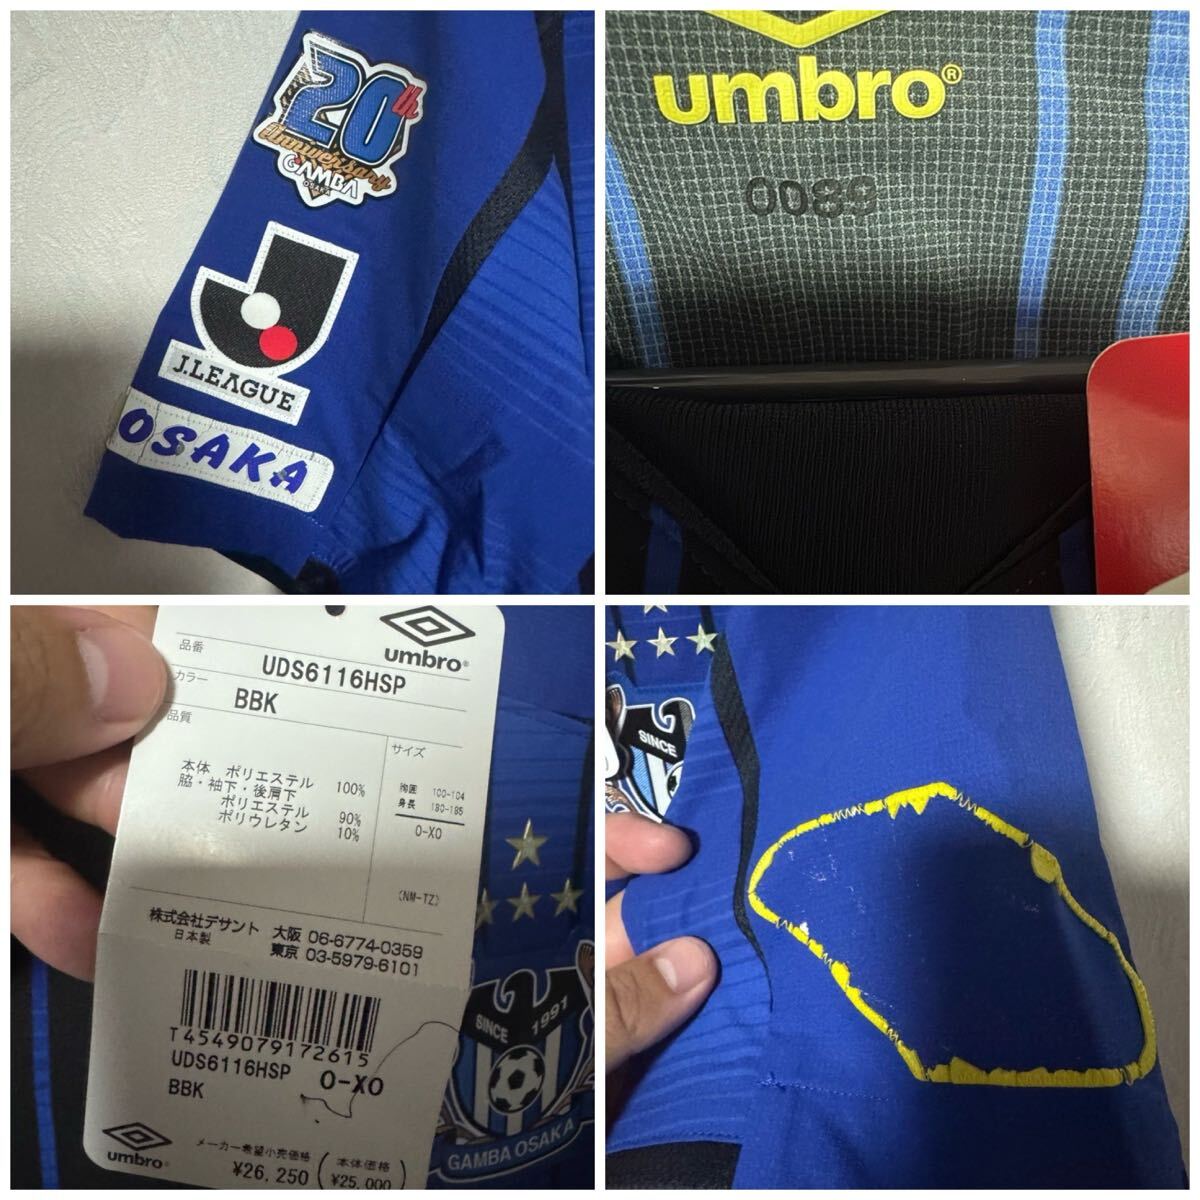 20th
Anniversary
GAMBA
OSAKA
J.LEAGUE
OSAKA
umbro®
0089
umbro®
品番
UDS6116HSP
カラー
BBK
品質
サイズ
本体 ポリエステル 100%
脇・袖下・後肩下
ポリエステル 90%
ポリウレタン 10%
胸囲 100-104
身長 180-185
O-XO
(NM-TZ)
株式会社デサント 大阪 06-6774-0359
日本製 東京 03-5979-6101
T4549079172615
UDS6116HSP O-XO
BBK
umbro®
メーカー希望小売価格
¥26,250 (本体価格 ¥25,000)
SINCE 1991
GAMBA OSAKA
SINCE